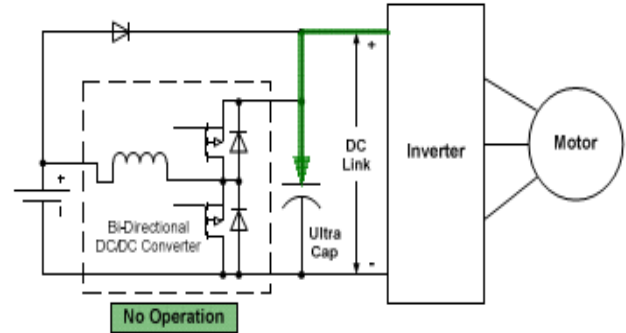 +
DC
Link
Inverter
Motor
+
Bi-Directional
DC/DC Converter
Ultra
Cap
-
No Operation